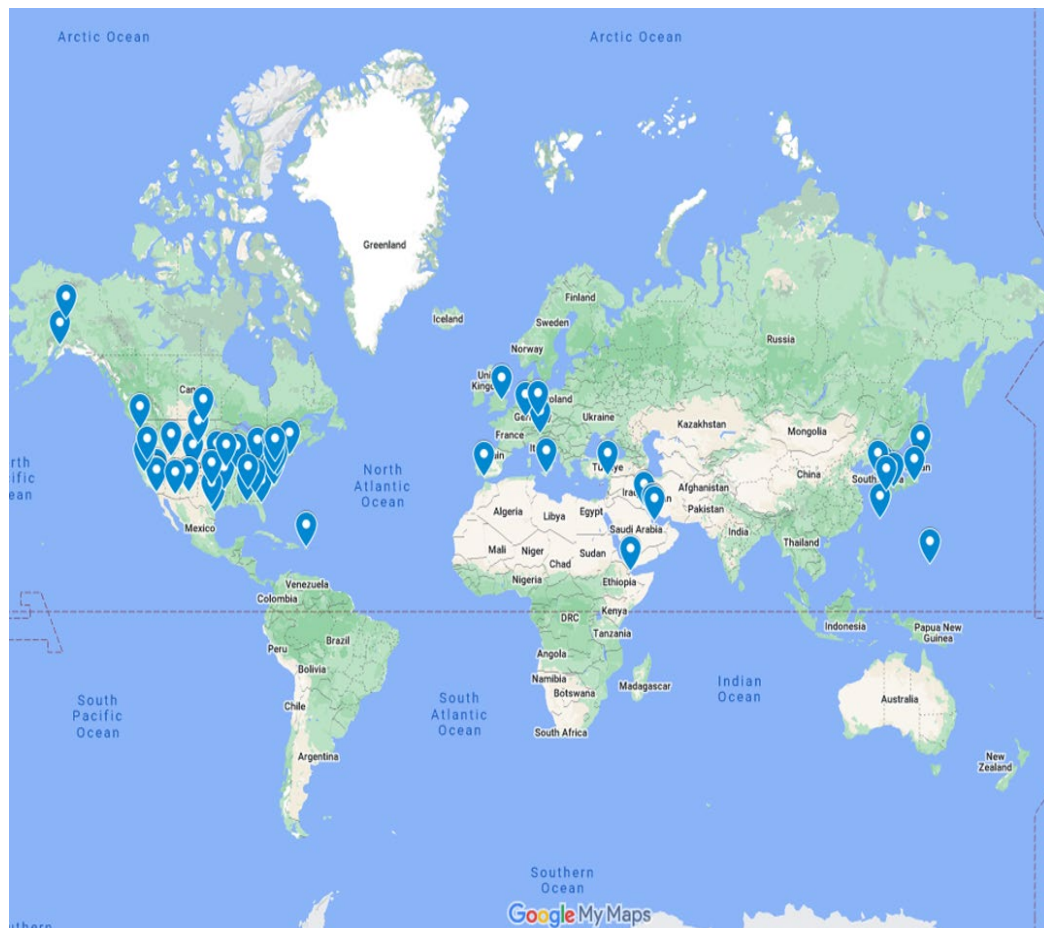 Arctic Ocean
Arctic Ocean
Greenland
Iceland
Finland
Sweden
Norway
Russia
Ukraine
France
Kazakhstan
Mongolia
China
Afghanistan
Pakistan
India
Thailand
North
Atlantic
Ocean
Mexico
Algeria
Libya
Egypt
Saudi Arabia
Mali
Niger
Chad
Sudan
Nigeria
Ethiopia
Kenya
DRC
Tanzania
Venezuela
Colombia
Brazil
Peru
Bolivia
Chile
Argentina
Angola
Namibia
Botswana
Madagascar
South Africa
Indonesia
Papua New
Guinea
Australia
New
Zealand
South
Pacific
Ocean
South
Atlantic
Ocean
Indian
Ocean
Southern
Ocean
Google My Maps